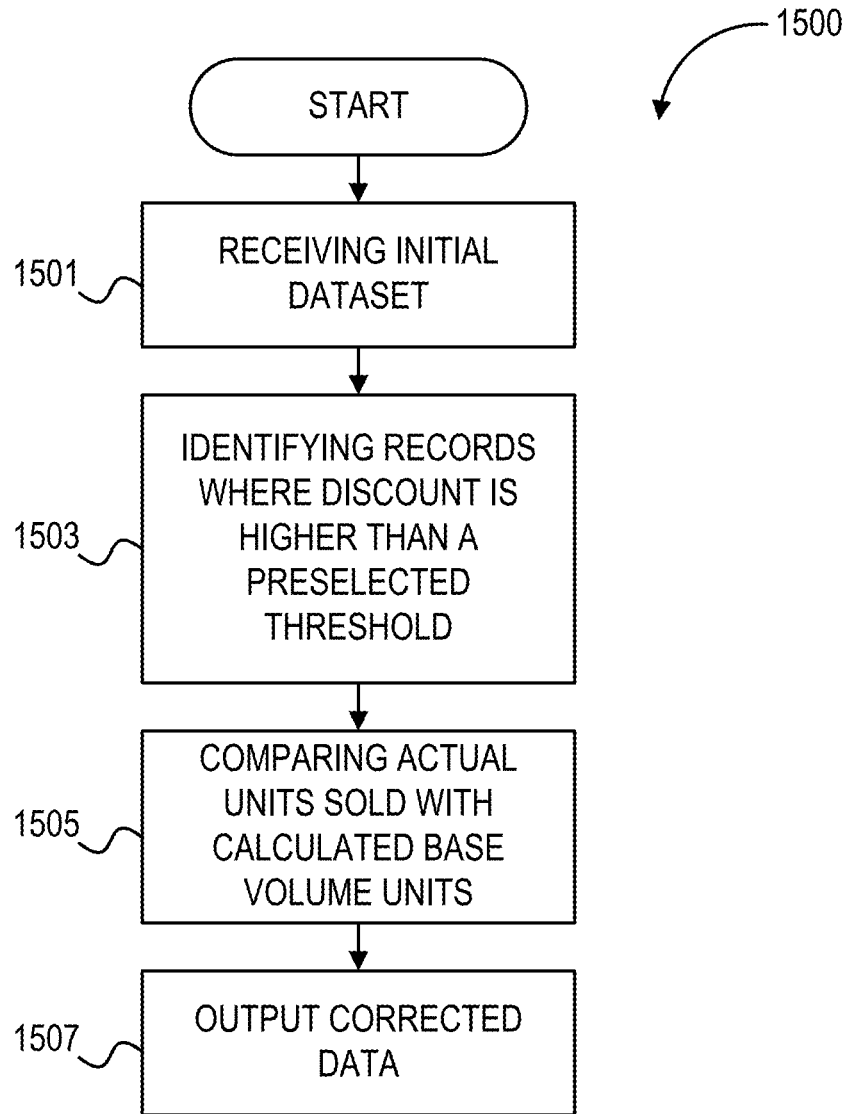 1500
START
1501
RECEIVING INITIAL
DATASET
1503
IDENTIFYING RECORDS
WHERE DISCOUNT IS
HIGHER THAN A
PRESELECTED
THRESHOLD
1505
COMPARING ACTUAL
UNITS SOLD WITH
CALCULATED BASE
VOLUME UNITS
1507
OUTPUT CORRECTED
DATA